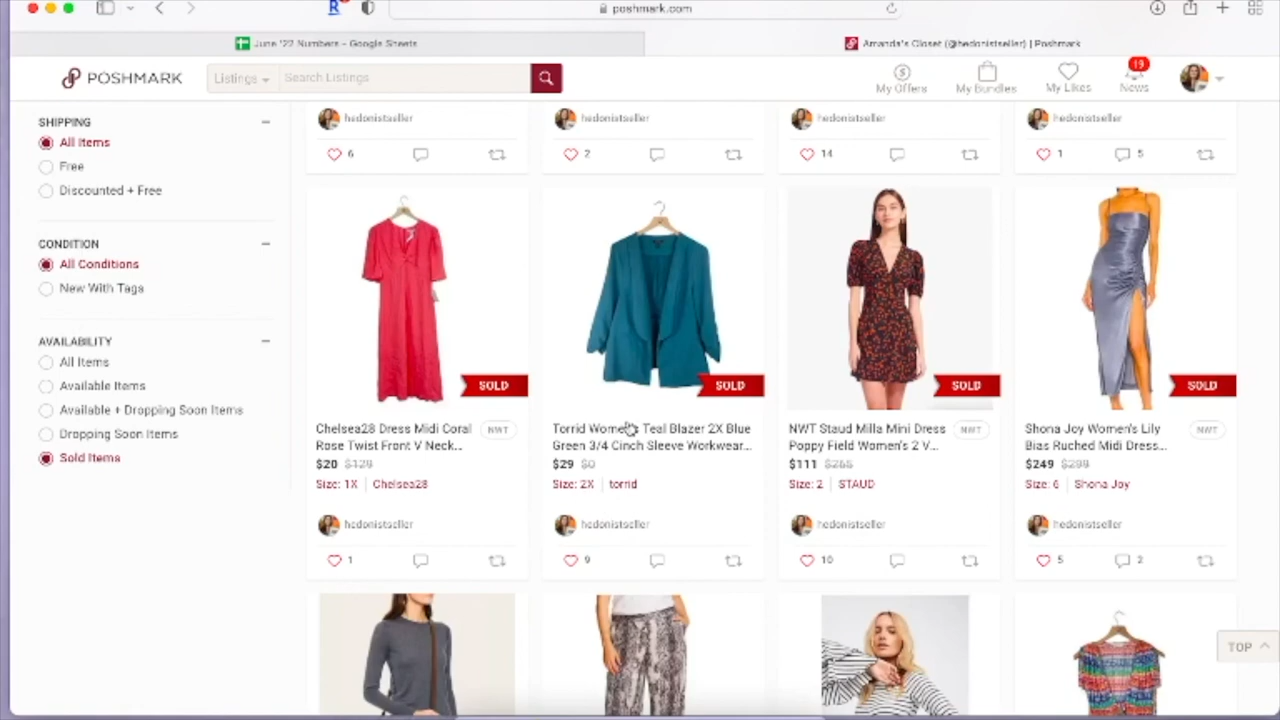 poshmark.com
June '22 Numbers - Google Sheets
Amanda's Closet (@hedonistseller) | Poshmark
POSHMARK
Listings
Search Listings
My Offers
My Bundles
My Likes
19
News
SHIPPING
All Items
Free
Discounted + Free
CONDITION
All Conditions
New With Tags
AVAILABILITY
All Items
Available Items
Available + Dropping Soon Items
Dropping Soon Items
Sold Items
hedonistseller
6
hedonistseller
2
hedonistseller
14
hedonistseller
1 5
SOLD
Chelsea28 Dress Midi Coral
Rose Twist Front V Neck...
NWT
$20 $129
Size: 1X | Chelsea28
hedonistseller
1
SOLD
Torrid Women's Teal Blazer 2X Blue
Green 3/4 Cinch Sleeve Workwear...
$29 $0
Size: 2X | torrid
hedonistseller
9
SOLD
NWT Staud Milla Mini Dress
Poppy Field Women's 2 V...
NWT
$111 $265
Size: 2 | STAUD
hedonistseller
10
SOLD
Shona Joy Women's Lily
Bias Ruched Midi Dress...
NWT
$249 $299
Size: 6 | Shona Joy
hedonistseller
5 2
TOP